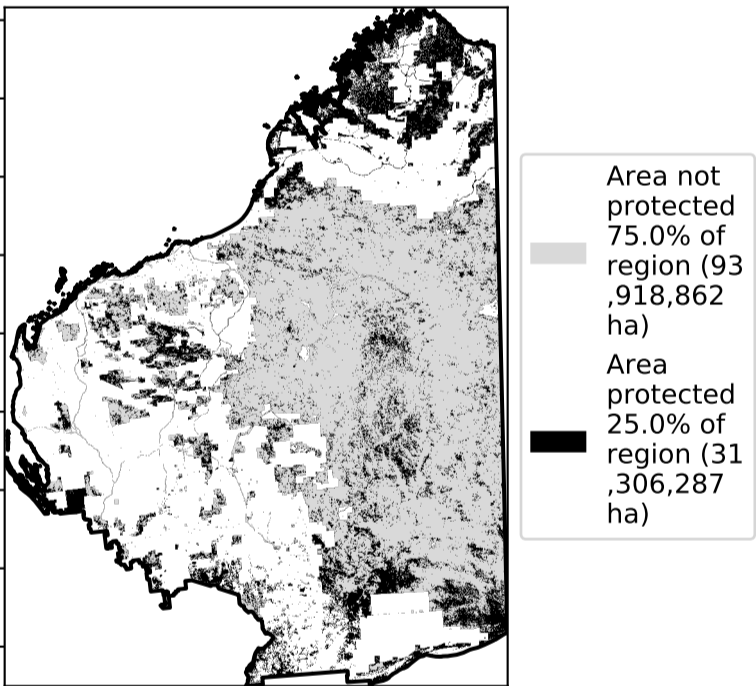 Area not
protected
75.0% of
region (93
,918,862
ha)
Area
protected
25.0% of
region (31
,306,287
ha)